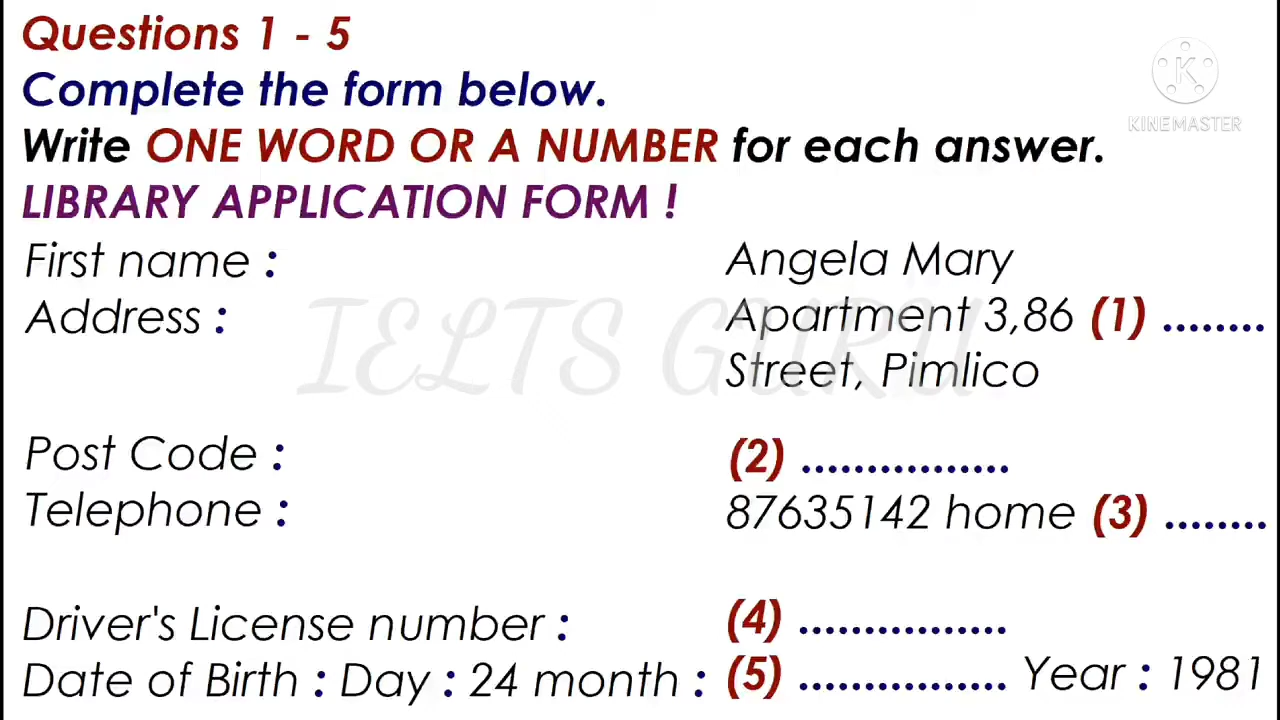 Questions 1 - 5
Complete the form below.
Write ONE WORD OR A NUMBER for each answer.
LIBRARY APPLICATION FORM !
First name : Angela Mary
Address : Apartment 3,86 (1) ........
Street, Pimlico
Post Code : (2) ................
Telephone : 87635142 home (3) ........
Driver's License number : (4) ................
Date of Birth : Day : 24 month : (5) ................ Year : 1981
K
KINEMASTER
IELTS GURU